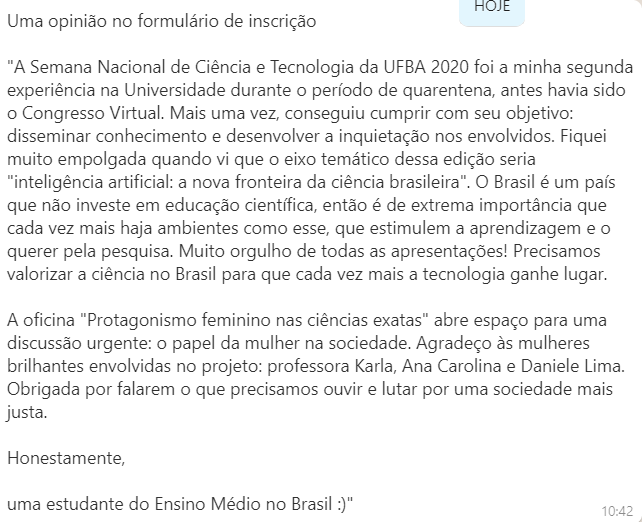 HOJE
Uma opinião no formulário de inscrição
"A Semana Nacional de Ciência e Tecnologia da UFBA 2020 foi a minha segunda
experiência na Universidade durante o período de quarentena, antes havia sido
o Congresso Virtual. Mais uma vez, conseguiu cumprir com seu objetivo:
disseminar conhecimento e desenvolver a inquietação nos envolvidos. Fiquei
muito empolgada quando vi que o eixo temático dessa edição seria
"inteligência artificial: a nova fronteira da ciência brasileira". O Brasil é um país
que não investe em educação científica, então é de extrema importância que
cada vez mais haja ambientes como esse, que estimulem a aprendizagem e o
querer pela pesquisa. Muito orgulho de todas as apresentações! Precisamos
valorizar a ciência no Brasil para que cada vez mais a tecnologia ganhe lugar.
A oficina "Protagonismo feminino nas ciências exatas" abre espaço para uma
discussão urgente: o papel da mulher na sociedade. Agradeço às mulheres
brilhantes envolvidas no projeto: professora Karla, Ana Carolina e Daniele Lima.
Obrigada por falarem o que precisamos ouvir e lutar por uma sociedade mais
justa.
Honestamente,
uma estudante do Ensino Médio no Brasil :)"
10:42